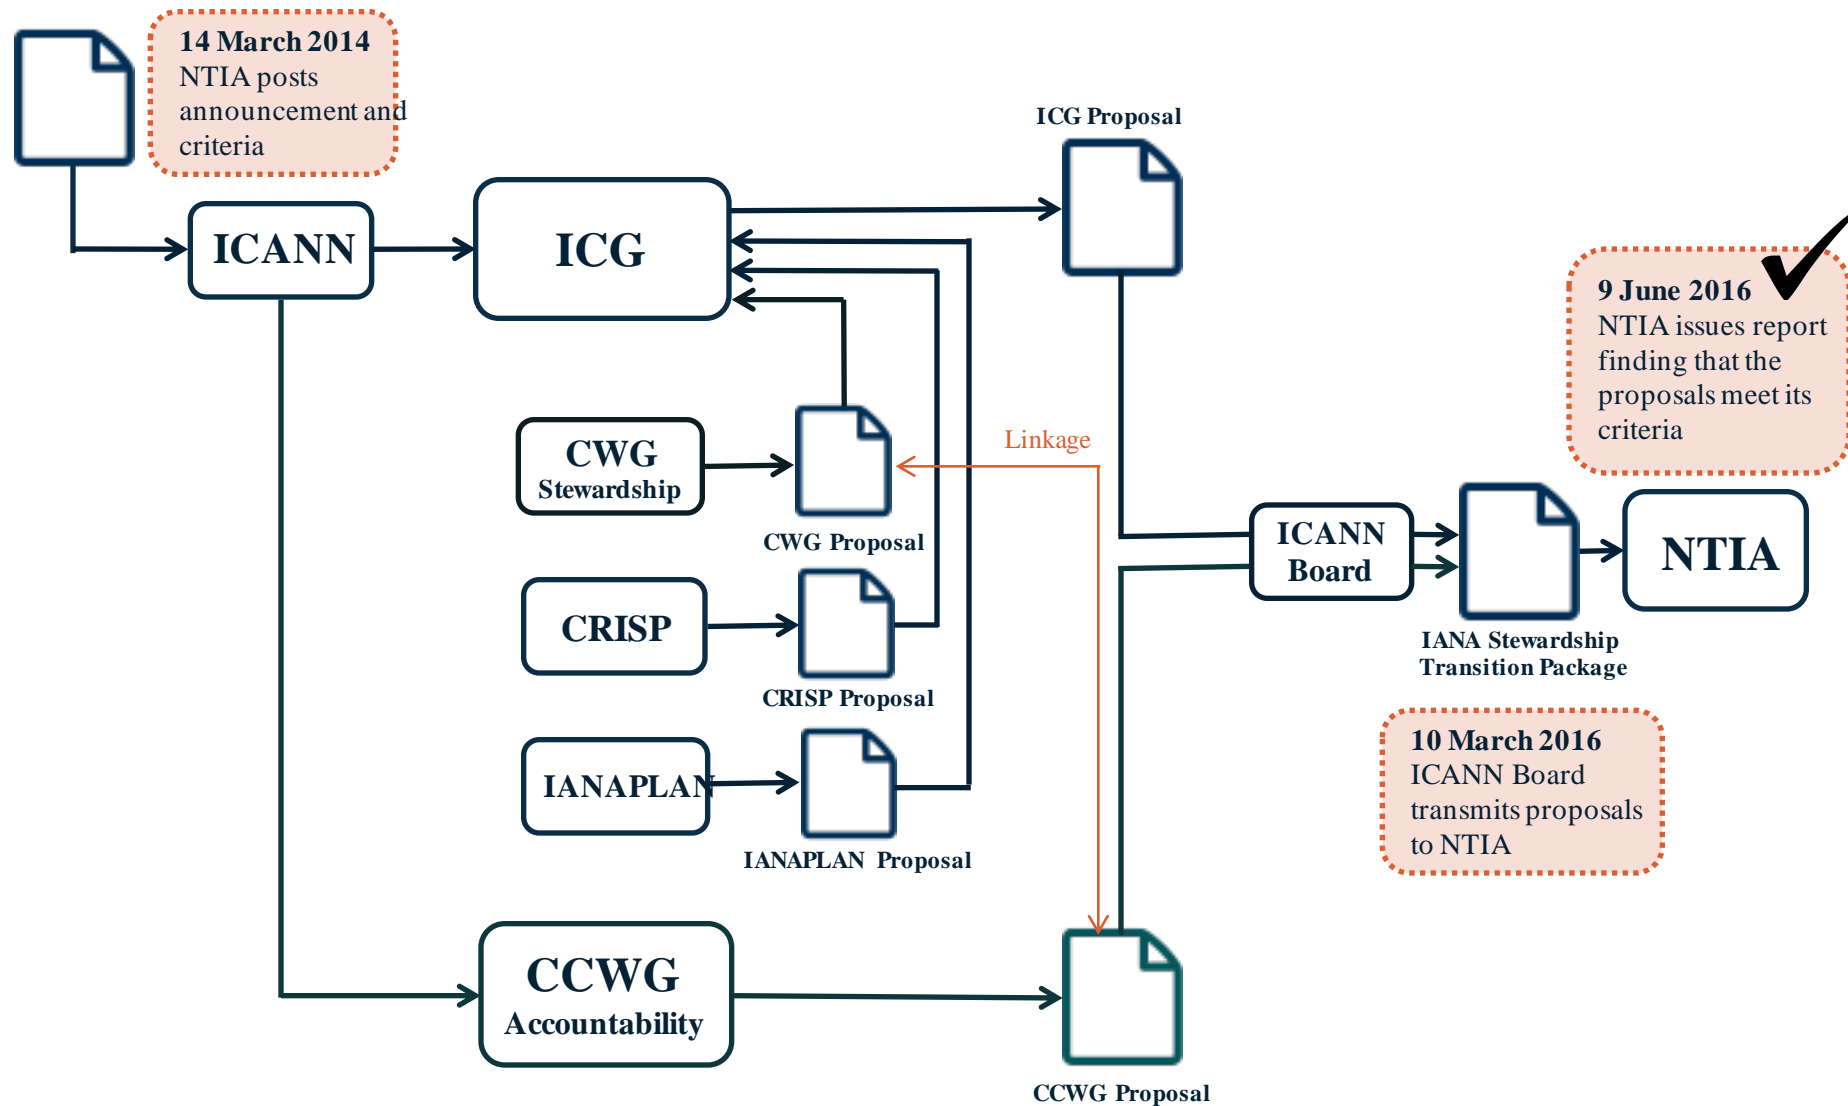 14 March 2014
NTIA posts
announcement and
criteria
ICG Proposal
ICANN
ICG
9 June 2016
NTIA issues report
finding that the
proposals meet its
criteria
Linkage
CWG
Stewardship
CWG Proposal
ICANN
Board
NTIA
IANA Stewardship
Transition Package
CRISP
CRISP Proposal
10 March 2016
ICANN Board
transmits proposals
to NTIA
IANAPLAN
IANAPLAN Proposal
CCWG
Accountability
CCWG Proposal